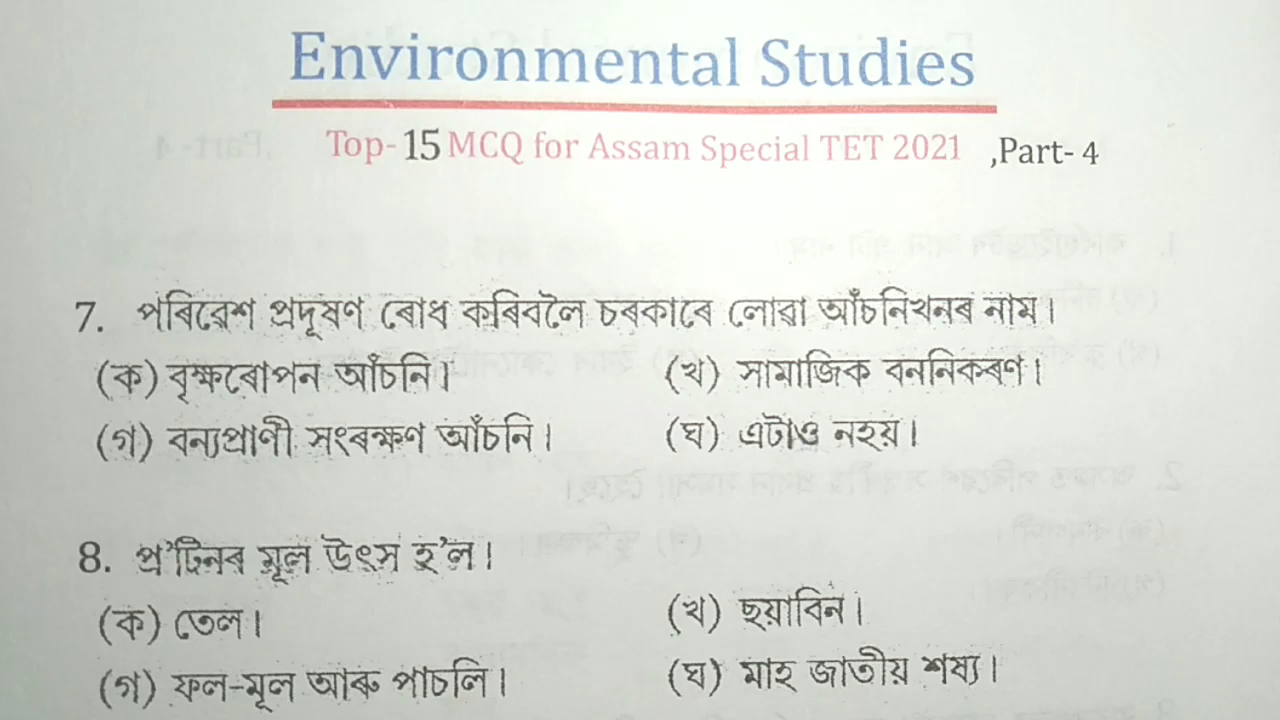 Environmental Studies
Top-15 MCQ for Assam Special TET 2021 ,Part- 4
7. পৰিৱেশ প্ৰদূষণ ৰোধ কৰিবলৈ চৰকাৰে লোৱা আঁচনিখনৰ নাম।
(ক) বৃক্ষৰোপন আঁচনি। (খ) সামাজিক বননিকৰণ।
(গ) বন্যপ্ৰাণী সংৰক্ষণ আঁচনি। (ঘ) এটাও নহয়।
8. প্ৰ'টিনৰ মূল উৎস হ'ল।
(ক) তেল। (খ) ছয়াবিন।
(গ) ফল-মূল আৰু পাচলি। (ঘ) মাহ জাতীয় শষ্য।